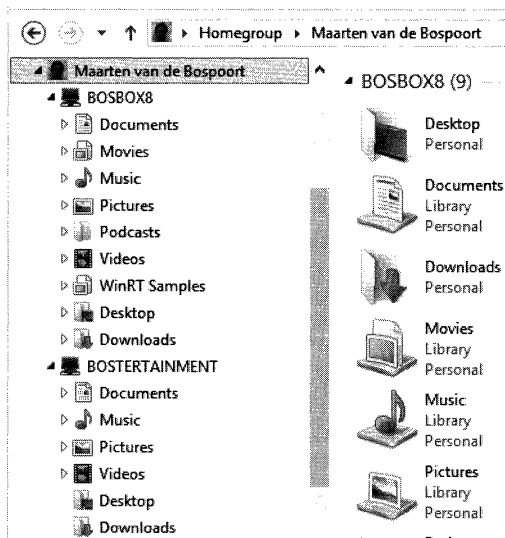 Homegroup Maarten van de Bospoort
Maarten van de Bospoort
BOSBOX8
Documents
Movies
Music
Pictures
Podcasts
Videos
WinRT Samples
Desktop
Downloads
BOSTERTAINMENT
Documents
Music
Pictures
Videos
Desktop
Downloads
BOSBOX8 (9)
Desktop
Personal
Documents
Library
Personal
Downloads
Personal
Movies
Library
Personal
Music
Library
Personal
Pictures
Library
Personal